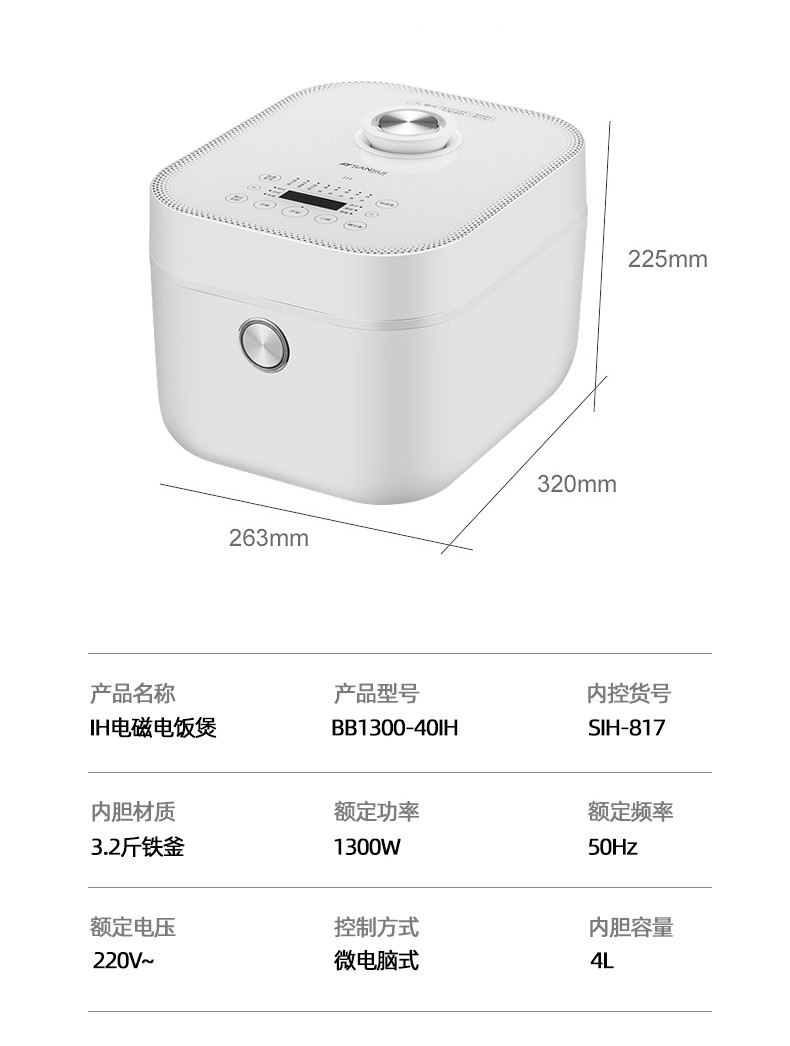 SANSUI
225mm
320mm
263mm
产品名称
产品型号
内控货号
IH电磁电饭煲
BB1300-40IH
SIH-817
内胆材质
额定功率
额定频率
3.2斤铁釜
1300W
50Hz
额定电压
控制方式
内胆容量
220V~
微电脑式
4L